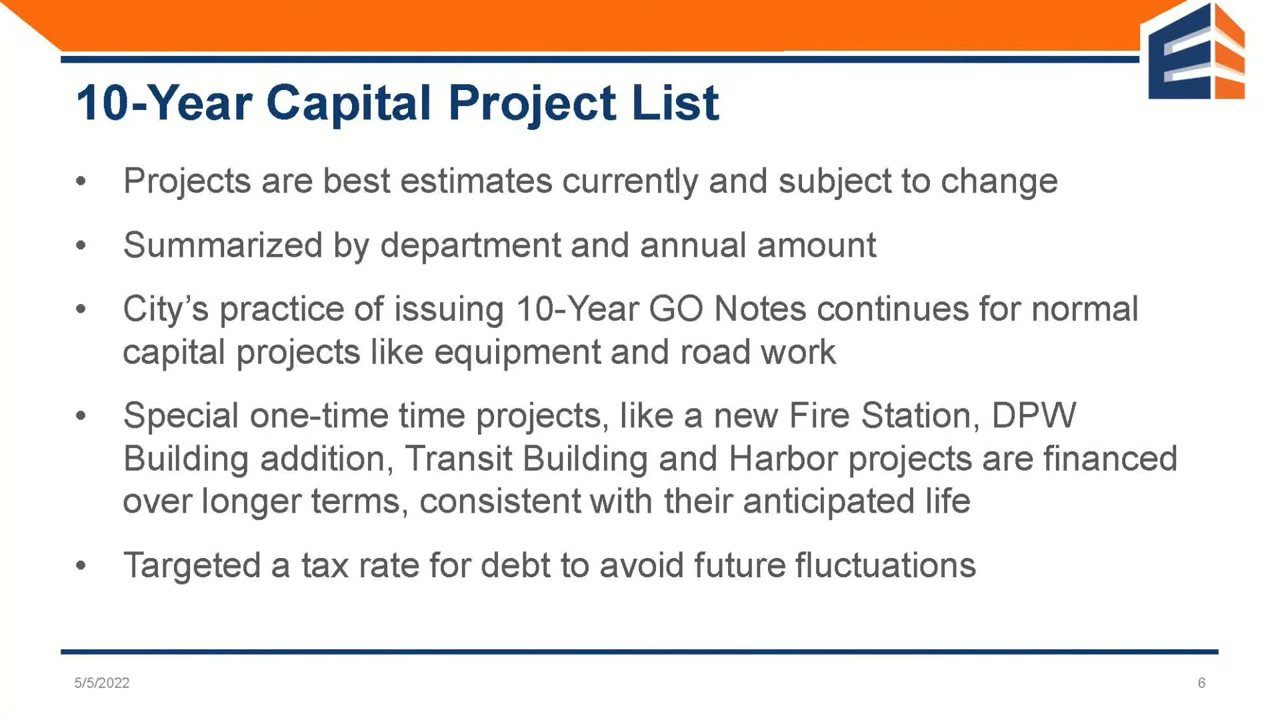 10-Year Capital Project List
• Projects are best estimates currently and subject to change
• Summarized by department and annual amount
• City’s practice of issuing 10-Year GO Notes continues for normal
capital projects like equipment and road work
• Special one-time time projects, like a new Fire Station, DPW
Building addition, Transit Building and Harbor projects are financed
over longer terms, consistent with their anticipated life
• Targeted a tax rate for debt to avoid future fluctuations
5/5/2022
6